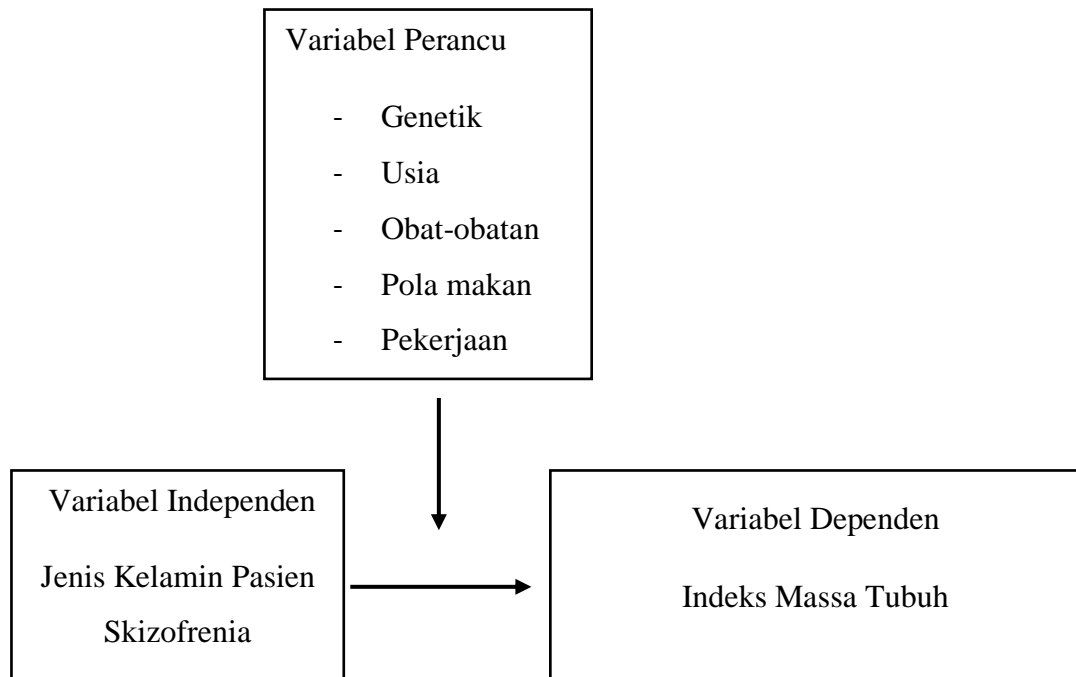 Variabel Perancu
- Genetik
- Usia
- Obat-obatan
- Pola makan
- Pekerjaan
Variabel Independen
Jenis Kelamin Pasien
Skizofrenia
Variabel Dependen
Indeks Massa Tubuh